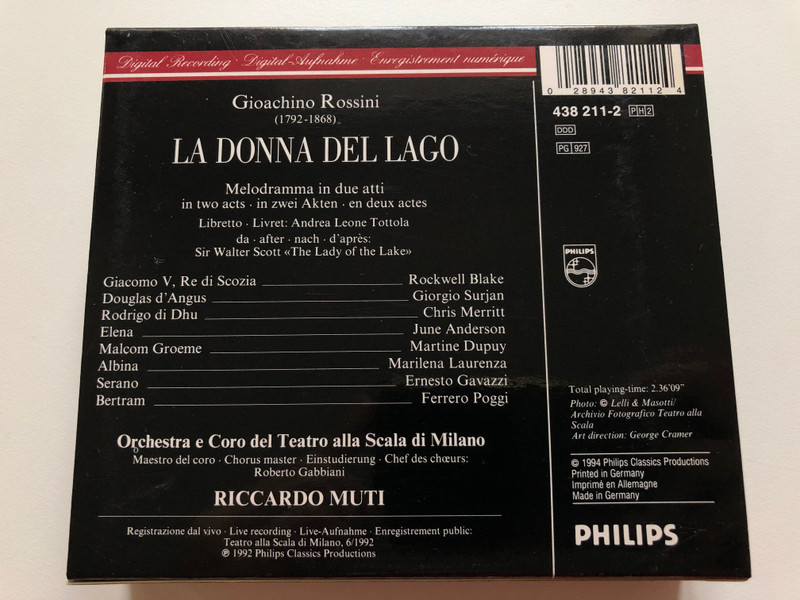 Digital Recording · Digital-Aufnahme · Enregistrement numérique
Gioachino Rossini
(1792-1868)
LA DONNA DEL LAGO
Melodramma in due atti
in two acts · in zwei Akten · en deux actes
Libretto · Livret: Andrea Leone Tottola
da · after · nach · d'après:
Sir Walter Scott «The Lady of the Lake»
Giacomo V, Re di Scozia Rockwell Blake
Douglas d'Angus Giorgio Surjan
Rodrigo di Dhu Chris Merritt
Elena June Anderson
Malcom Groeme Martine Dupuy
Albina Marilena Laurenza
Serano Ernesto Gavazzi
Bertram Ferrero Poggi
Orchestra e Coro del Teatro alla Scala di Milano
Maestro del coro · Chorus master · Einstudierung · Chef des chœurs:
Roberto Gabbiani
RICCARDO MUTI
Registrazione dal vivo · Live recording · Live-Aufnahme · Enregistrement public:
Teatro alla Scala di Milano, 6/1992
℗ 1992 Philips Classics Productions
0 28943 82112 4
438 211-2 PH2
DDD
PG 927
PHILIPS
Total playing-time: 2.36'09"
Photo: © Lelli & Masotti/
Archivio Fotografico Teatro alla
Scala
Art direction: George Cramer
© 1994 Philips Classics Productions
Printed in Germany
Imprimé en Allemagne
Made in Germany
PHILIPS